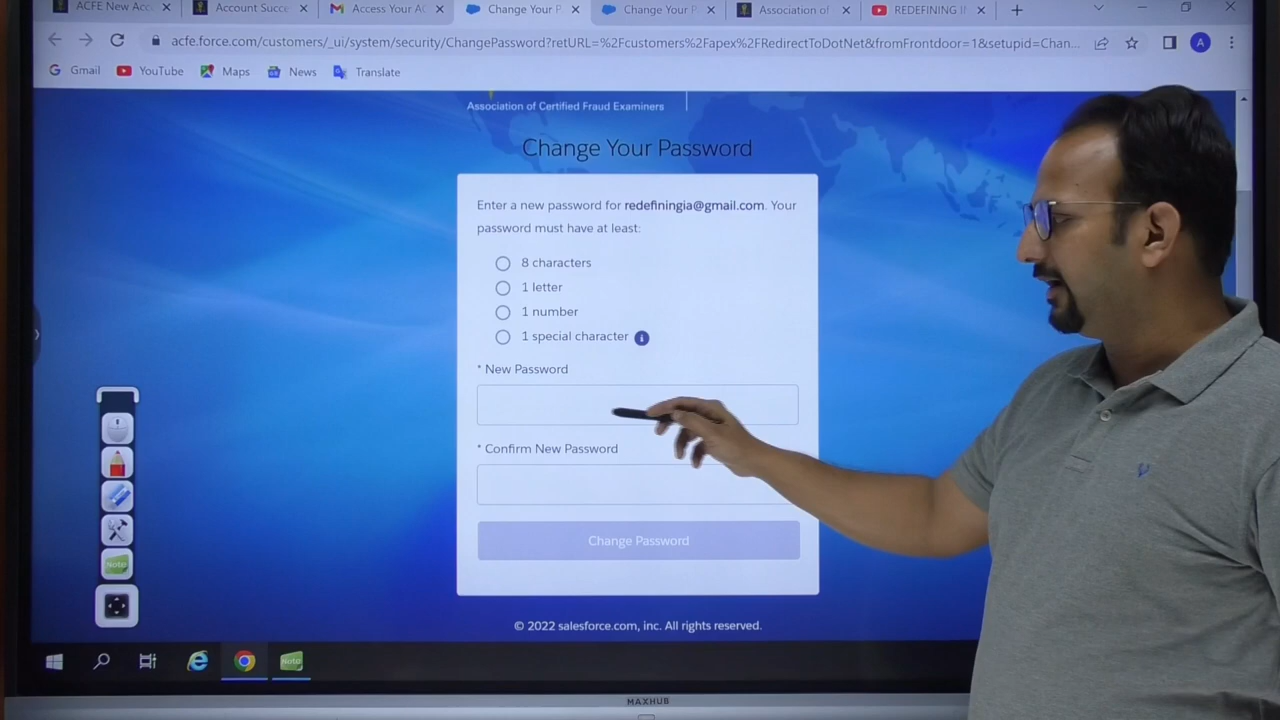 ACFE New Acc
Account Succe
Access Your AC
Change Your P
Change Your P
Association of
REDEFINING I
acfe.force.com/customers/_ui/system/security/ChangePassword?retURL=%2Fcustomers%2Fapex%2FRedirectToDotNet&fromFrontdoor=1&setupid=Chan...
A
Gmail
YouTube
Maps
News
Translate
Association of Certified Fraud Examiners
Change Your Password
Enter a new password for redefiningia@gmail.com. Your
password must have at least:
8 characters
1 letter
1 number
1 special character
* New Password
* Confirm New Password
Change Password
© 2022 salesforce.com, inc. All rights reserved.
Note
Note
MAXHUB